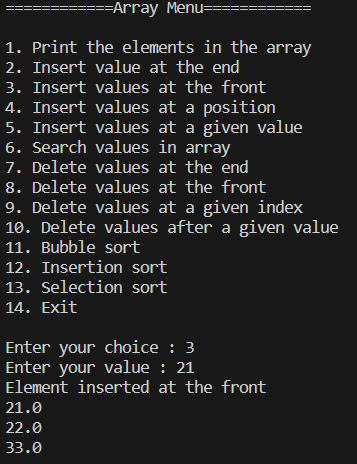 ============Array Menu============
1. Print the elements in the array
2. Insert value at the end
3. Insert values at the front
4. Insert values at a position
5. Insert values at a given value
6. Search values in array
7. Delete values at the end
8. Delete values at the front
9. Delete values at a given index
10. Delete values after a given value
11. Bubble sort
12. Insertion sort
13. Selection sort
14. Exit
Enter your choice : 3
Enter your value : 21
Element inserted at the front
21.0
22.0
33.0